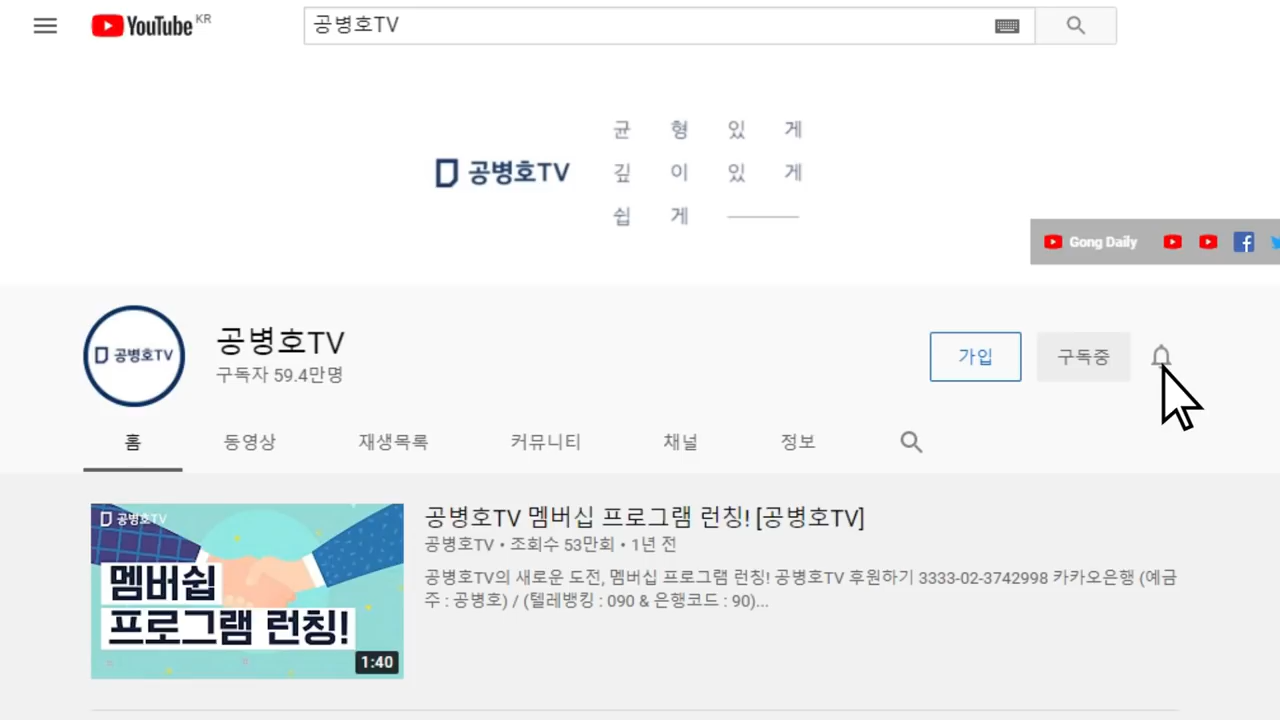 YouTube KR
공병호TV
균형있게
공병호TV 깊이있게
쉽게
Gong Daily
공병호TV
공병호TV
구독자 59.4만명
가입
구독중
홈 동영상 재생목록 커뮤니티 채널 정보
공병호TV
멤버쉽
프로그램 런칭!
1:40
공병호TV 멤버십 프로그램 런칭! [공병호TV]
공병호TV • 조회수 53만회 • 1년 전
공병호TV의 새로운 도전, 멤버십 프로그램 런칭! 공병호TV 후원하기 3333-02-3742998 카카오은행 (예금
주 : 공병호) / (텔레뱅킹 : 090 & 은행코드 : 90)...